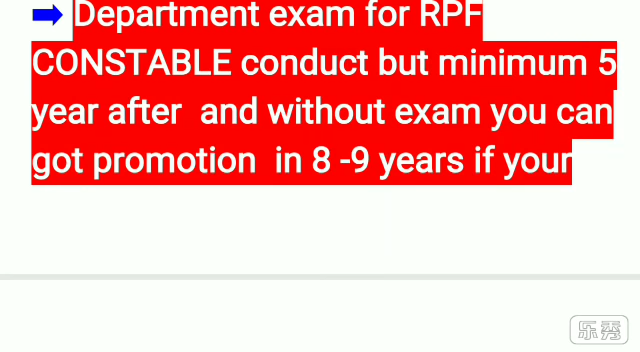 ➡ Department exam for RPF
CONSTABLE conduct but minimum 5
year after and without exam you can
got promotion in 8 -9 years if your
乐秀